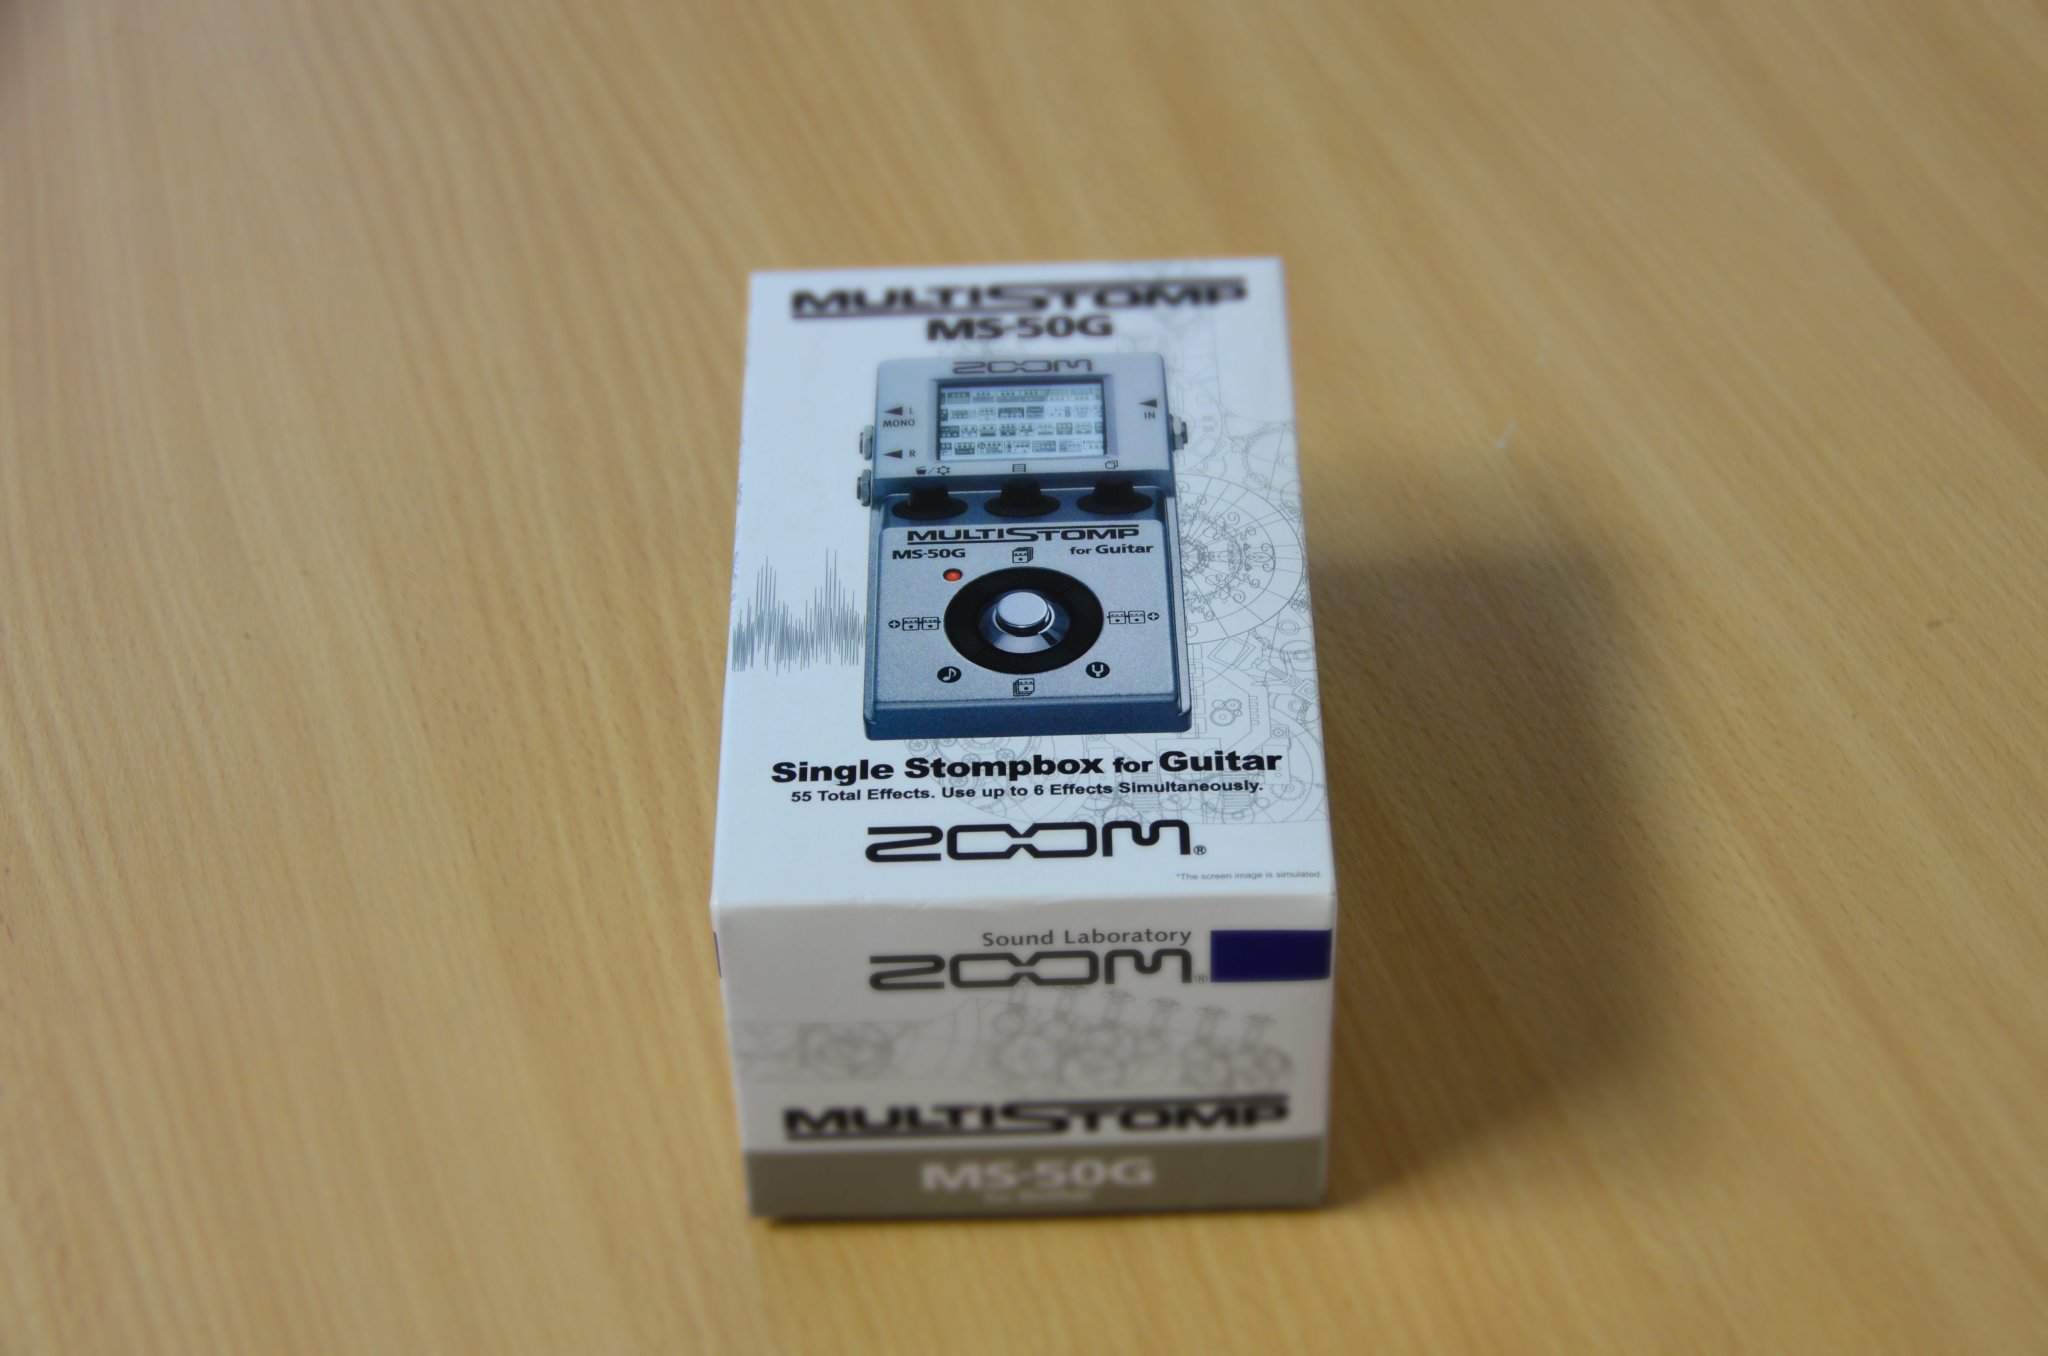 MULTISTOMP
MS-50G
ZOOM
L
MONO
R
IN
MULTISTOMP
MS-50G for Guitar
Single Stompbox for Guitar
55 Total Effects. Use up to 6 Effects Simultaneously.
ZOOM®
*The screen image is simulated.
Sound Laboratory
ZOOM®
MULTISTOMP
MS-50G